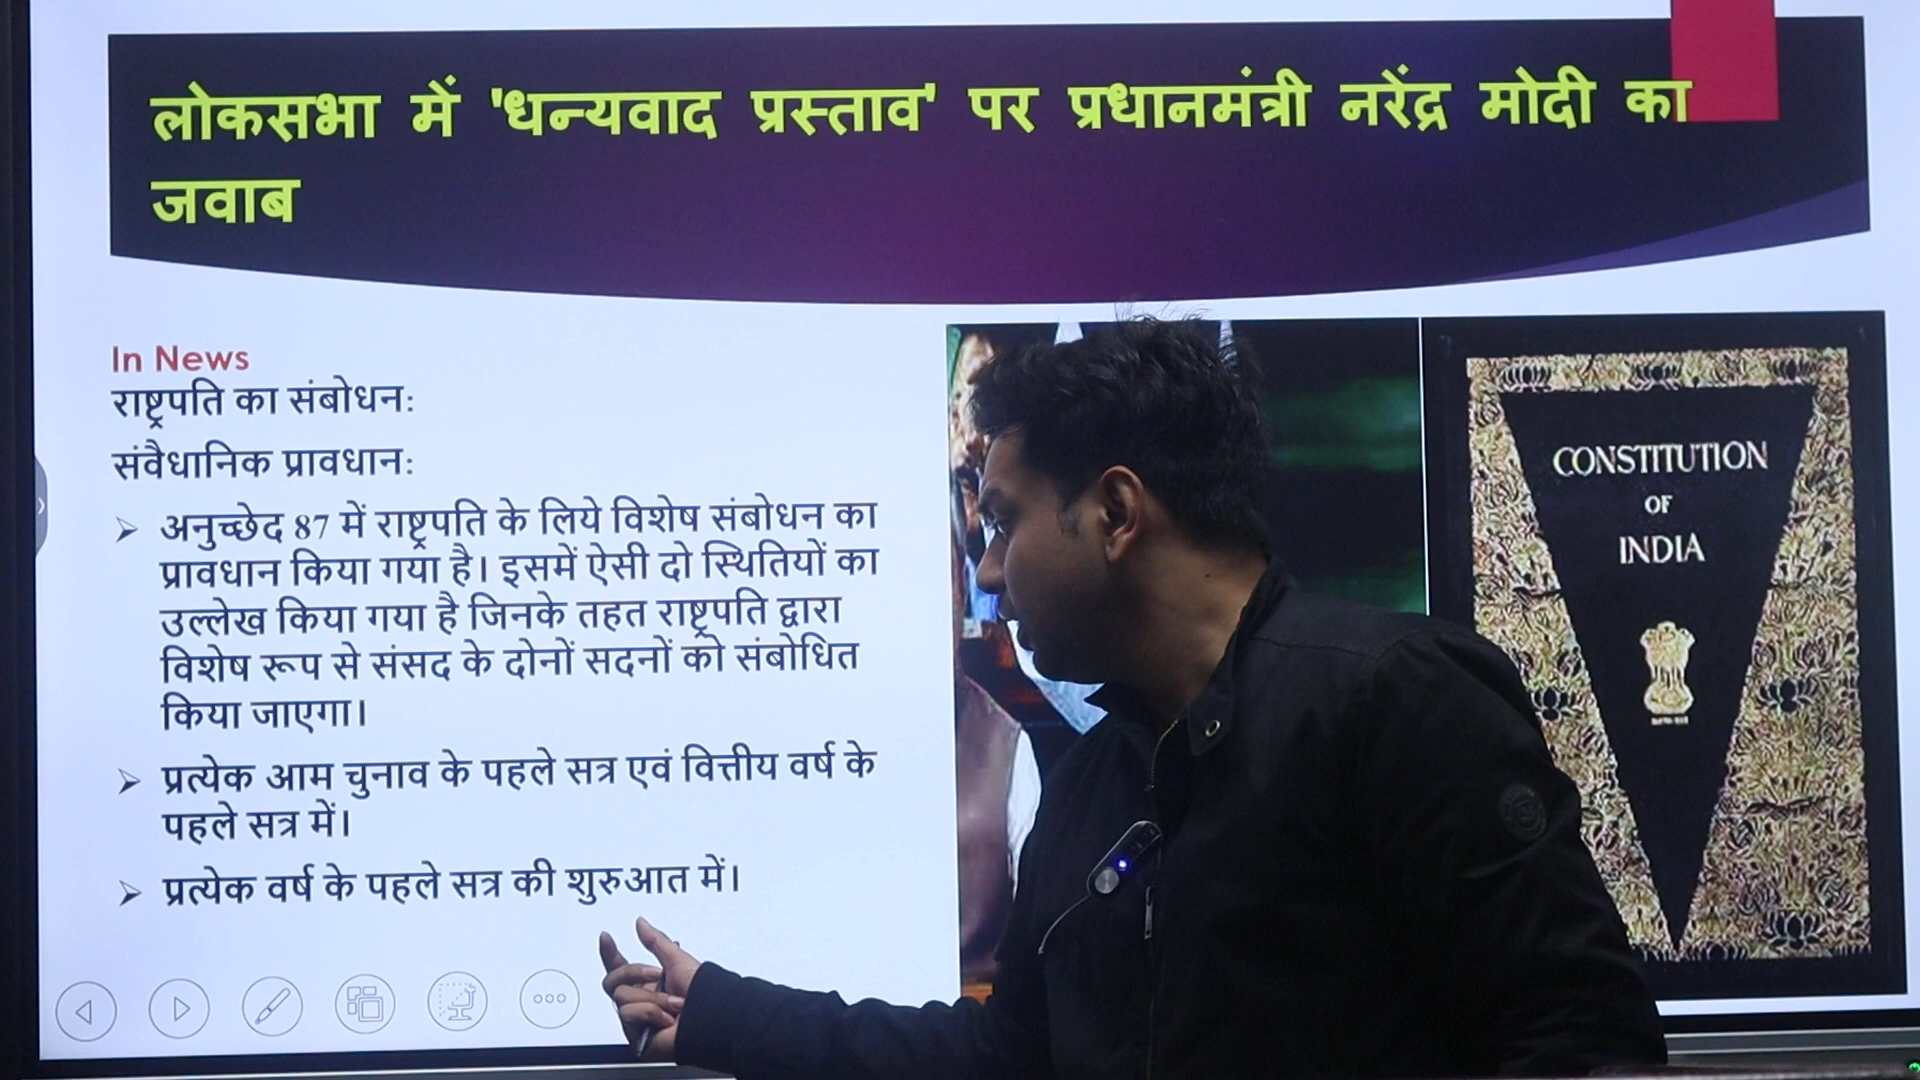 लोकसभा में 'धन्यवाद प्रस्ताव' पर प्रधानमंत्री नरेंद्र मोदी का
जवाब
In News
राष्ट्रपति का संबोधन:
संवैधानिक प्रावधान:
अनुच्छेद 87 में राष्ट्रपति के लिये विशेष संबोधन का
प्रावधान किया गया है। इसमें ऐसी दो स्थितियों का
उल्लेख किया गया है जिनके तहत राष्ट्रपति द्वारा
विशेष रूप से संसद के दोनों सदनों को संबोधित
किया जाएगा।
प्रत्येक आम चुनाव के पहले सत्र एवं वित्तीय वर्ष के
पहले सत्र में।
प्रत्येक वर्ष के पहले सत्र की शुरुआत में।
CONSTITUTION
OF
INDIA